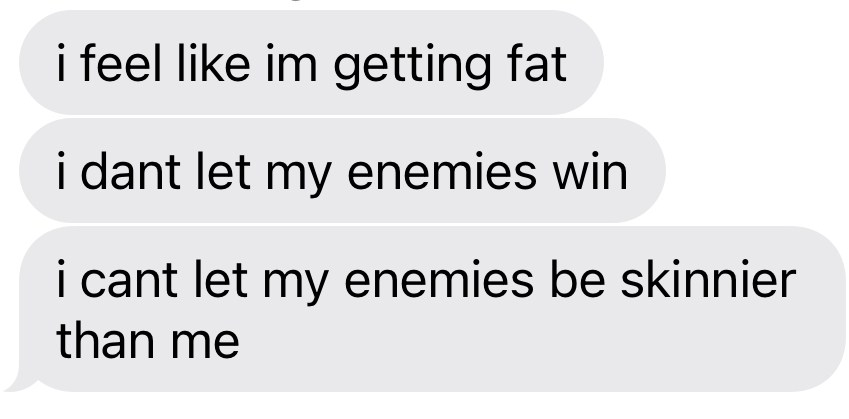 i feel like im getting fat
i dant let my enemies win
i cant let my enemies be skinnier
than me